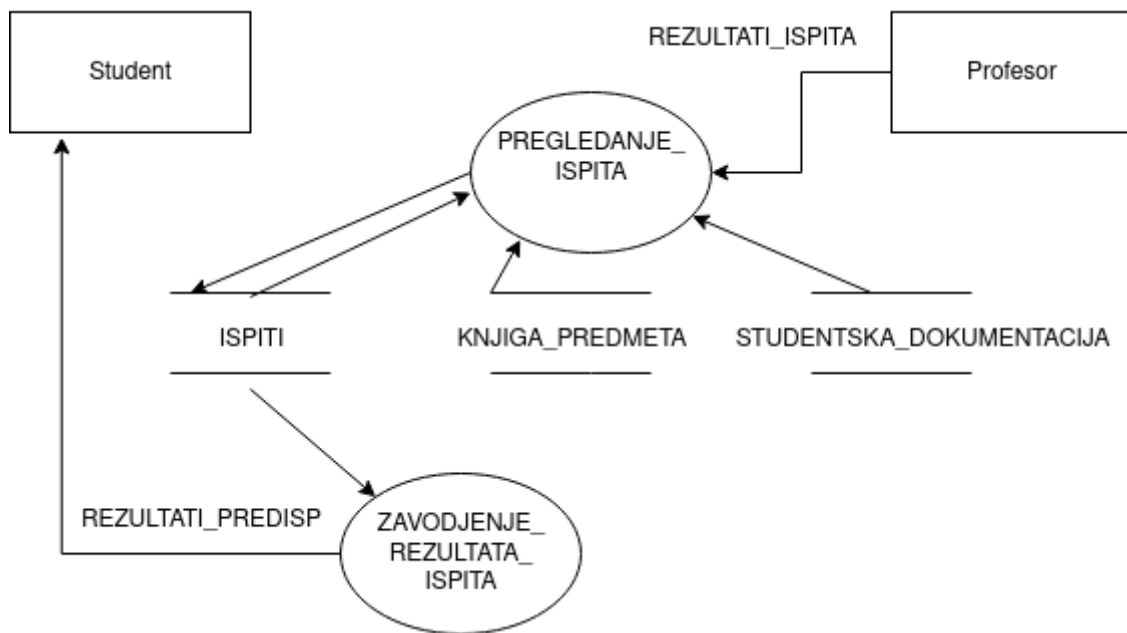 REZULTATI_ISPITA
Student
Profesor
PREGLEDANJE_
ISPITA
ISPITI
KNJIGA_PREDMETA
STUDENTSKA_DOKUMENTACIJA
REZULTATI_PREDISP
ZAVODJENJE_
REZULTATA_
ISPITA